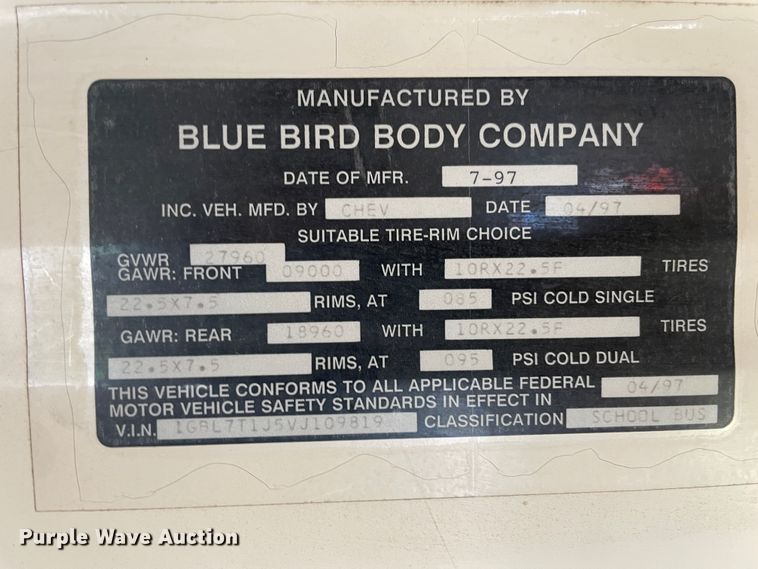 MANUFACTURED BY
BLUE BIRD BODY COMPANY
DATE OF MFR. 7-97
INC. VEH. MFD. BY CHEV DATE 04/97
SUITABLE TIRE-RIM CHOICE
GVWR 27960
GAWR: FRONT 09000 WITH 10RX22.5F TIRES
22.5X7.5 RIMS, AT 085 PSI COLD SINGLE
GAWR: REAR 18960 WITH 10RX22.5F TIRES
22.5X7.5 RIMS, AT 095 PSI COLD DUAL
THIS VEHICLE CONFORMS TO ALL APPLICABLE FEDERAL 04/97
MOTOR VEHICLE SAFETY STANDARDS IN EFFECT IN
V.I.N. 1GBL7T1J5VJ109819 CLASSIFICATION SCHOOL BUS
Purple Wave Auction